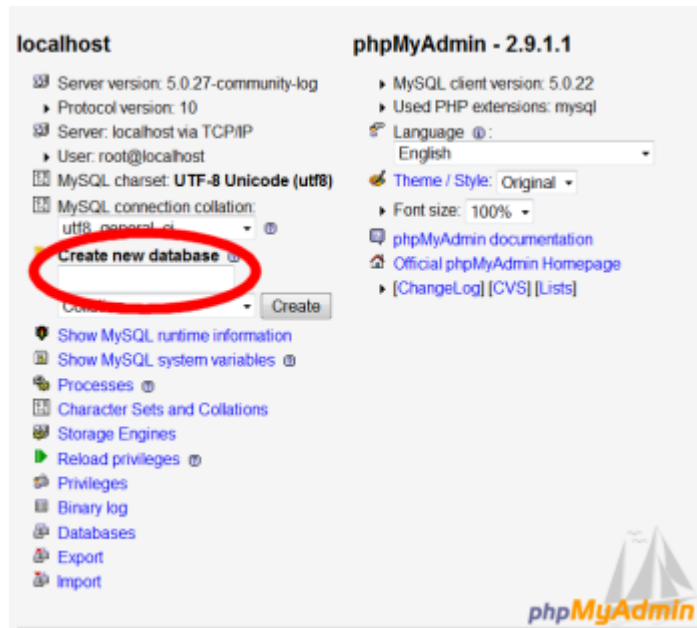 localhost
Server version: 5.0.27-community-log
Protocol version: 10
Server: localhost via TCP/IP
User: root@localhost
MySQL charset: UTF-8 Unicode (utf8)
MySQL connection collation:
utf8_general_ci
Create new database
Collation
Create
Show MySQL runtime information
Show MySQL system variables
Processes
Character Sets and Collations
Storage Engines
Reload privileges
Privileges
Binary log
Databases
Export
Import
phpMyAdmin - 2.9.1.1
MySQL client version: 5.0.22
Used PHP extensions: mysql
Language :
English
Theme / Style: Original
Font size: 100%
phpMyAdmin documentation
Official phpMyAdmin Homepage
[ChangeLog] [CVS] [Lists]
phpMyAdmin